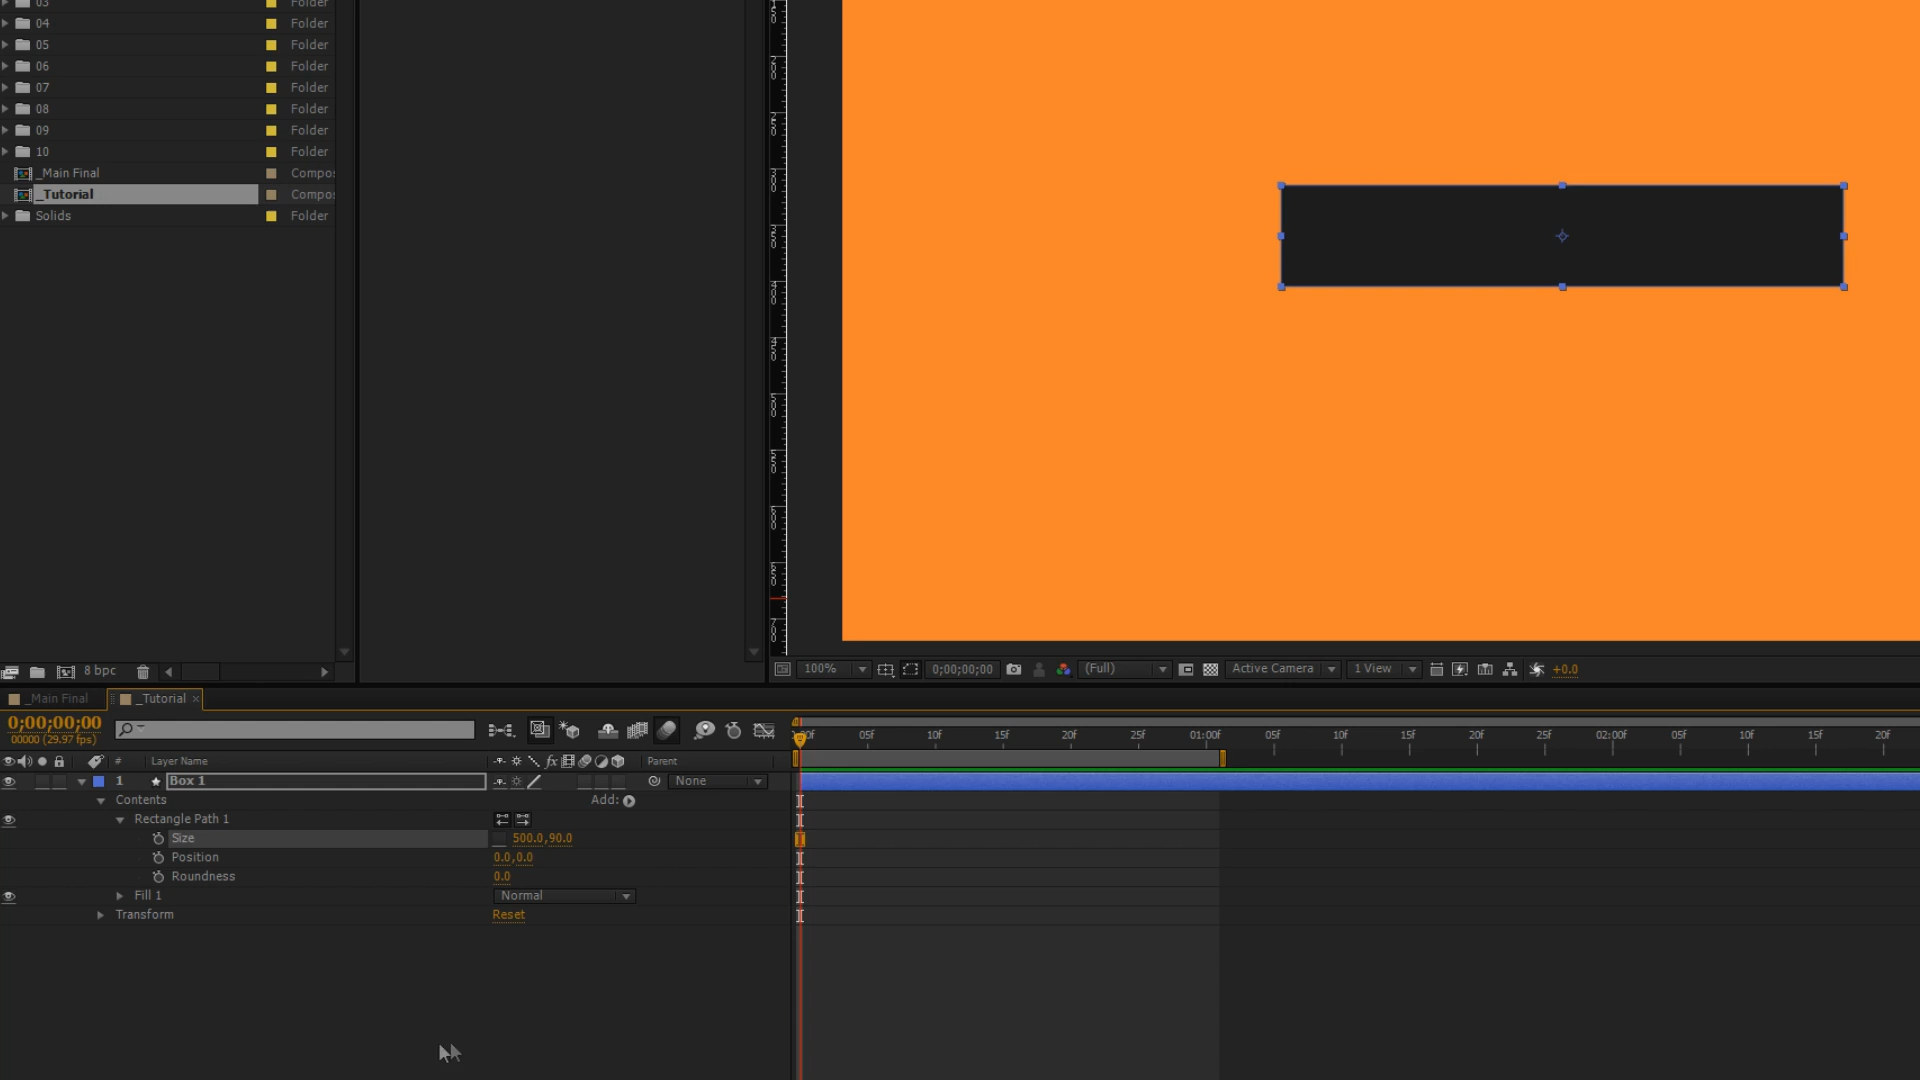 03 Folder
04 Folder
05 Folder
06 Folder
07 Folder
08 Folder
09 Folder
10 Folder
_Main Final Compo
_Tutorial Compo
Solids Folder
8 bpc
100% 0;00;00;00 (Full) Active Camera 1 View +0.0
_Main Final _Tutorial ×
0;00;00;00
00000 (29.97 fps)
:00f 05f 10f 15f 20f 25f 01:00f 05f 10f 15f 20f 25f 02:00f 05f 10f 15f 20f
# Layer Name fx Parent
1 Box 1 None
Contents Add:
Rectangle Path 1
Size 500.0,90.0
Position 0.0,0.0
Roundness 0.0
Fill 1 Normal
Transform Reset